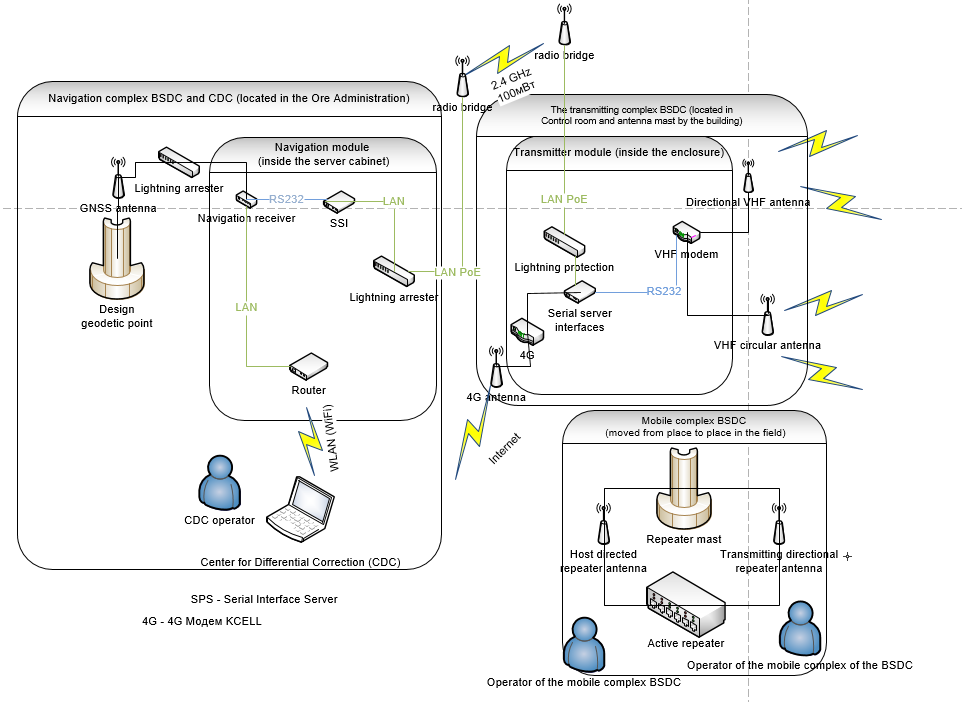 radio bridge
2.4 GHz
100мВт
radio bridge
Navigation complex BSDC and CDC (located in the Ore Administration)
The transmitting complex BSDC (located in
Control room and antenna mast by the building)
Navigation module
(inside the server cabinet)
Transmitter module (inside the enclosure)
Lightning arrester
GNSS antenna
RS232
LAN
Navigation receiver
SSI
LAN PoE
Directional VHF antenna
VHF modem
Lightning protection
LAN PoE
Lightning arrester
RS232
Design
geodetic point
LAN
Serial server
interfaces
VHF circular antenna
4G
Router
4G antenna
WLAN (WiFi)
Internet
Mobile complex BSDC
(moved from place to place in the field)
CDC operator
Repeater mast
Center for Differential Correction (CDC)
Host directed
repeater antenna
Transmitting directional
repeater antenna
SPS - Serial Interface Server
4G - 4G Модем KCELL
Active repeater
Operator of the mobile complex of the BSDC
Operator of the mobile complex BSDC